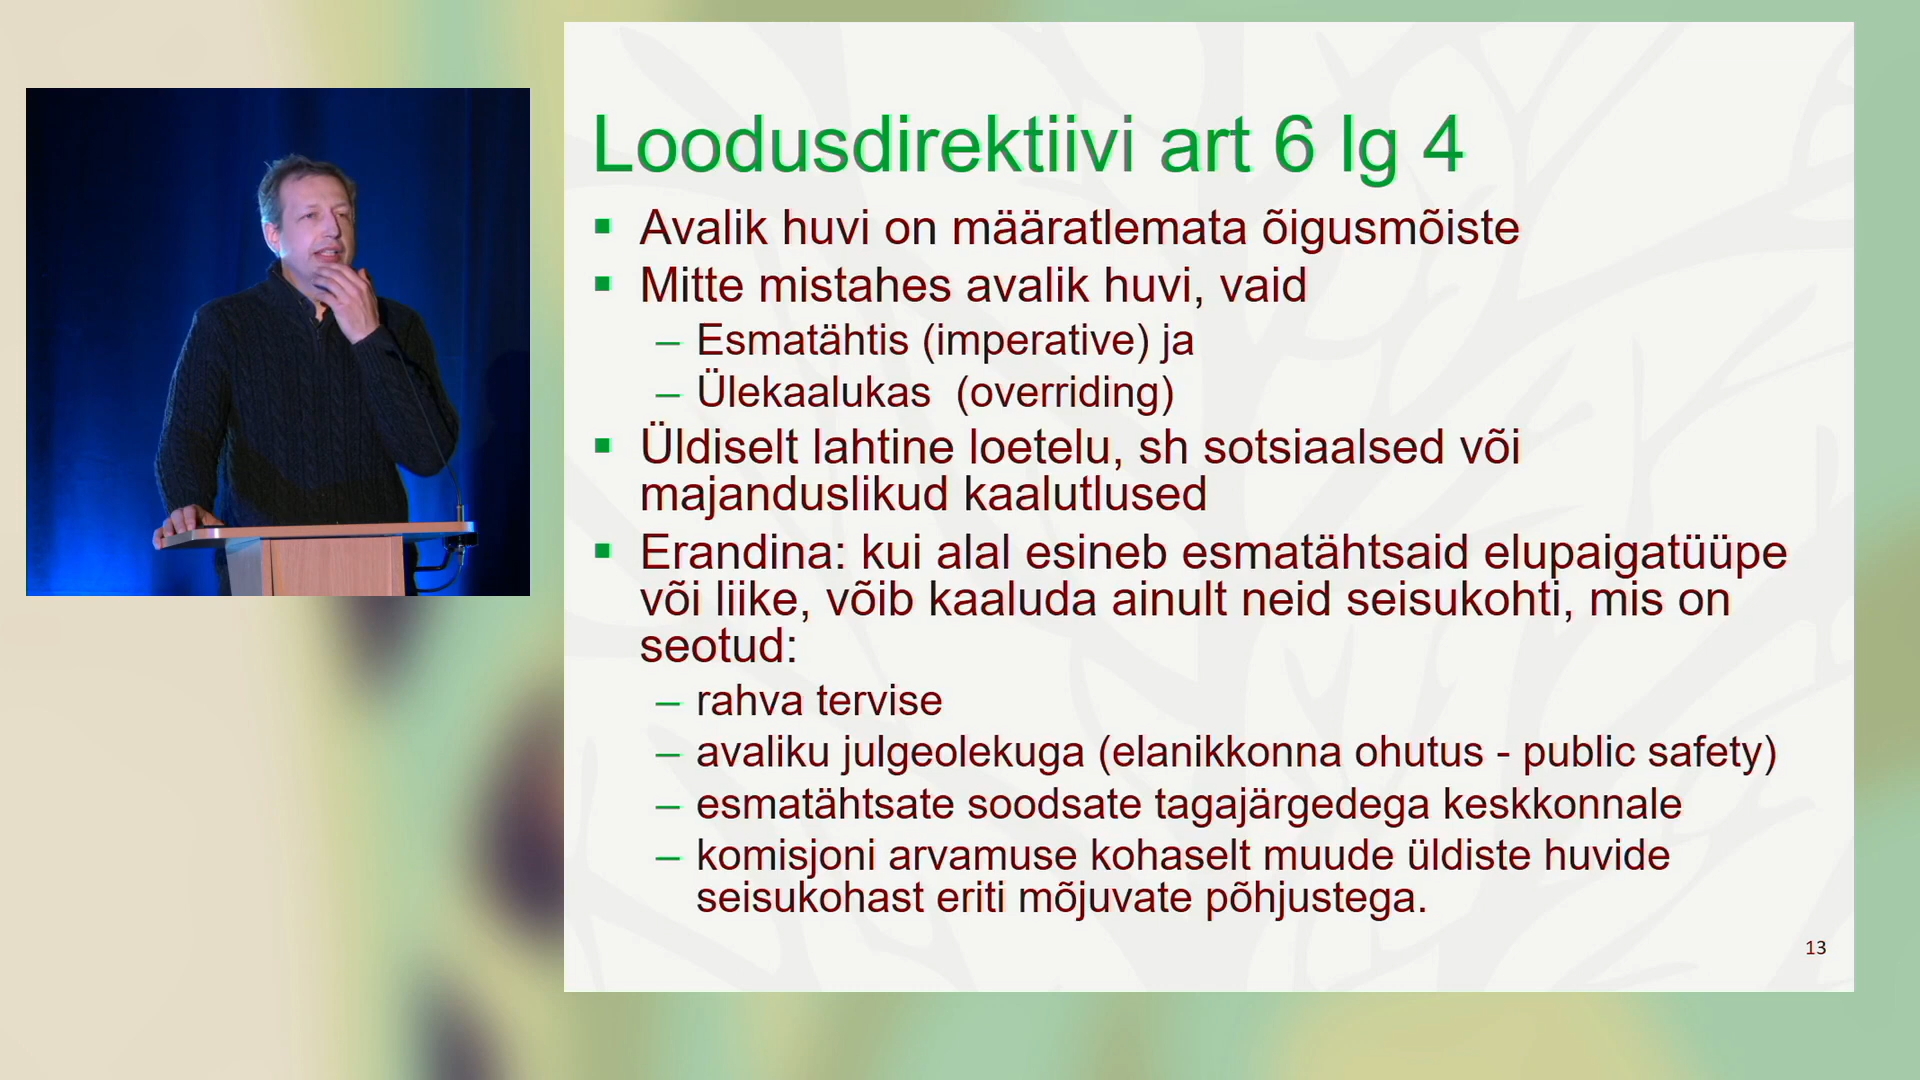 Loodusdirektiivi art 6 lg 4
▪ Avalik huvi on määratlemata õigusmõiste
▪ Mitte mistahes avalik huvi, vaid
– Esmatähtis (imperative) ja
– Ülekaalukas (overriding)
▪ Üldiselt lahtine loetelu, sh sotsiaalsed või
majanduslikud kaalutlused
▪ Erandina: kui alal esineb esmatähtsaid elupaigatüüpe
või liike, võib kaaluda ainult neid seisukohti, mis on
seotud:
– rahva tervise
– avaliku julgeolekuga (elanikkonna ohutus - public safety)
– esmatähtsate soodsate tagajärgedega keskkonnale
– komisjoni arvamuse kohaselt muude üldiste huvide
seisukohast eriti mõjuvate põhjustega.
13